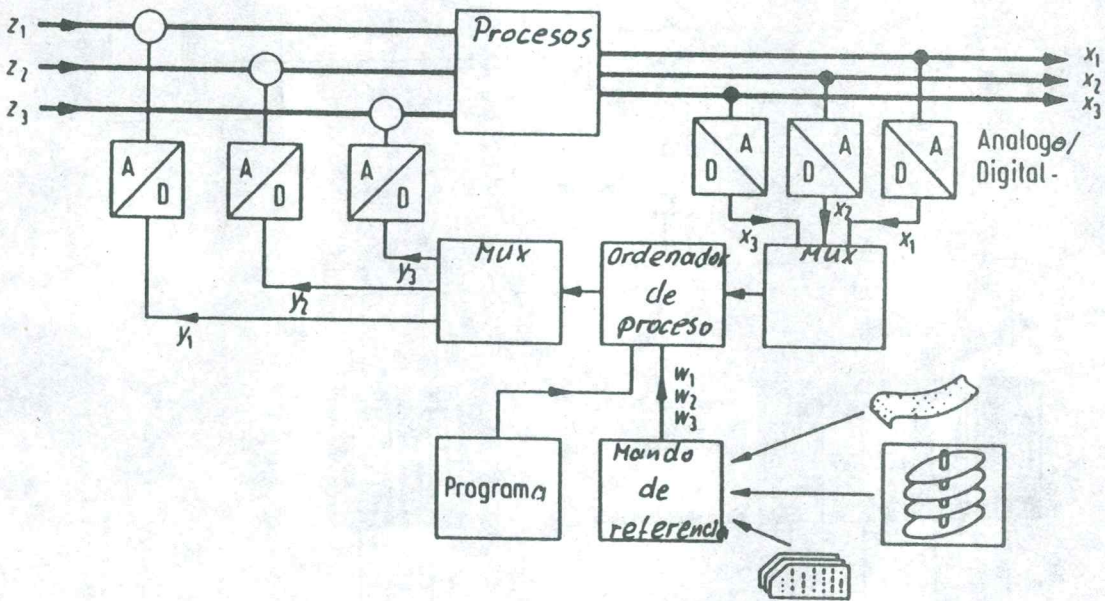 z1
z2
z3
Procesos
x1
x2
x3
A
D
A
D
A
D
A
D
A
D
A
D
Analogo/
Digital-
x3
x2
x1
MUX
Ordenador
de
proceso
MUX
y3
y2
y1
w1
w2
w3
Programa
Mando
de
referencia